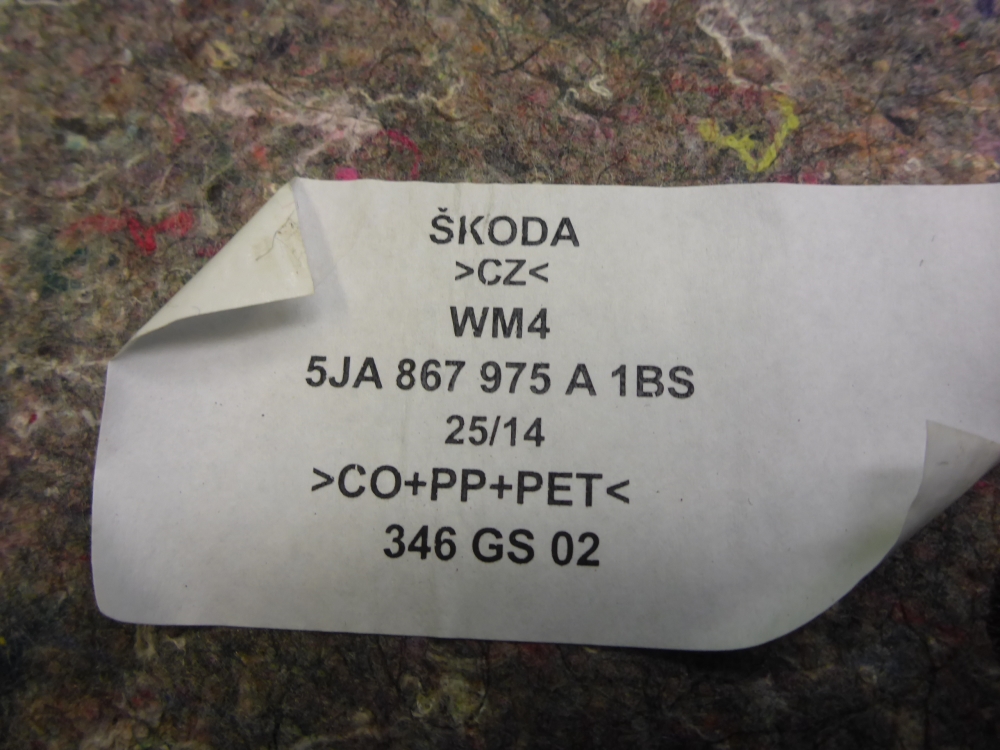 ŠKODA
>CZ<
WM4
5JA 867 975 A 1BS
25/14
>CO+PP+PET<
346 GS 02